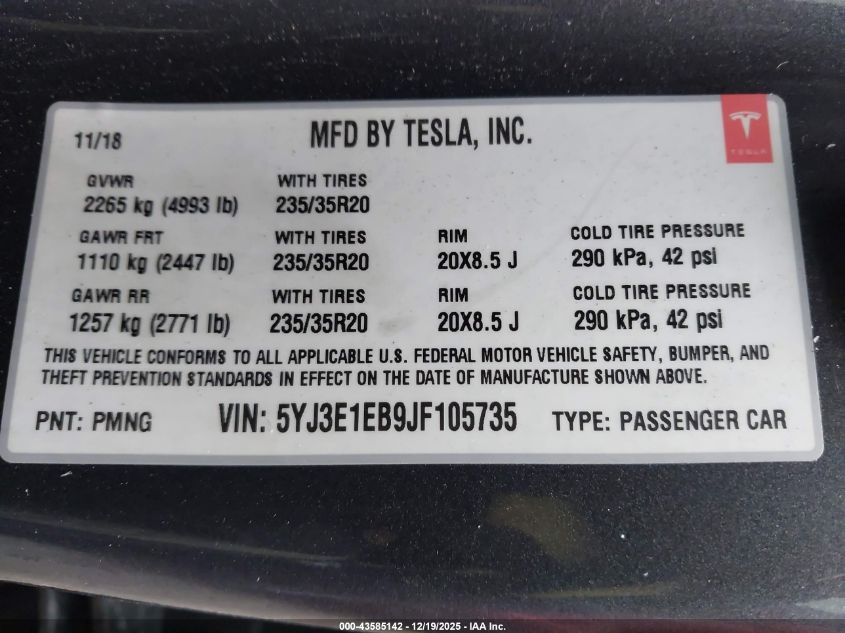 11/18
MFD BY TESLA, INC.
TESLA
GVWR WITH TIRES
2265 kg (4993 lb) 235/35R20
GAWR FRT WITH TIRES RIM COLD TIRE PRESSURE
1110 kg (2447 lb) 235/35R20 20X8.5 J 290 kPa, 42 psi
GAWR RR WITH TIRES RIM COLD TIRE PRESSURE
1257 kg (2771 lb) 235/35R20 20X8.5 J 290 kPa, 42 psi
THIS VEHICLE CONFORMS TO ALL APPLICABLE U.S. FEDERAL MOTOR VEHICLE SAFETY, BUMPER, AND
THEFT PREVENTION STANDARDS IN EFFECT ON THE DATE OF MANUFACTURE SHOWN ABOVE.
PNT: PMNG VIN: 5YJ3E1EB9JF105735 TYPE: PASSENGER CAR
000-43585142 - 12/19/2025 - IAA Inc.